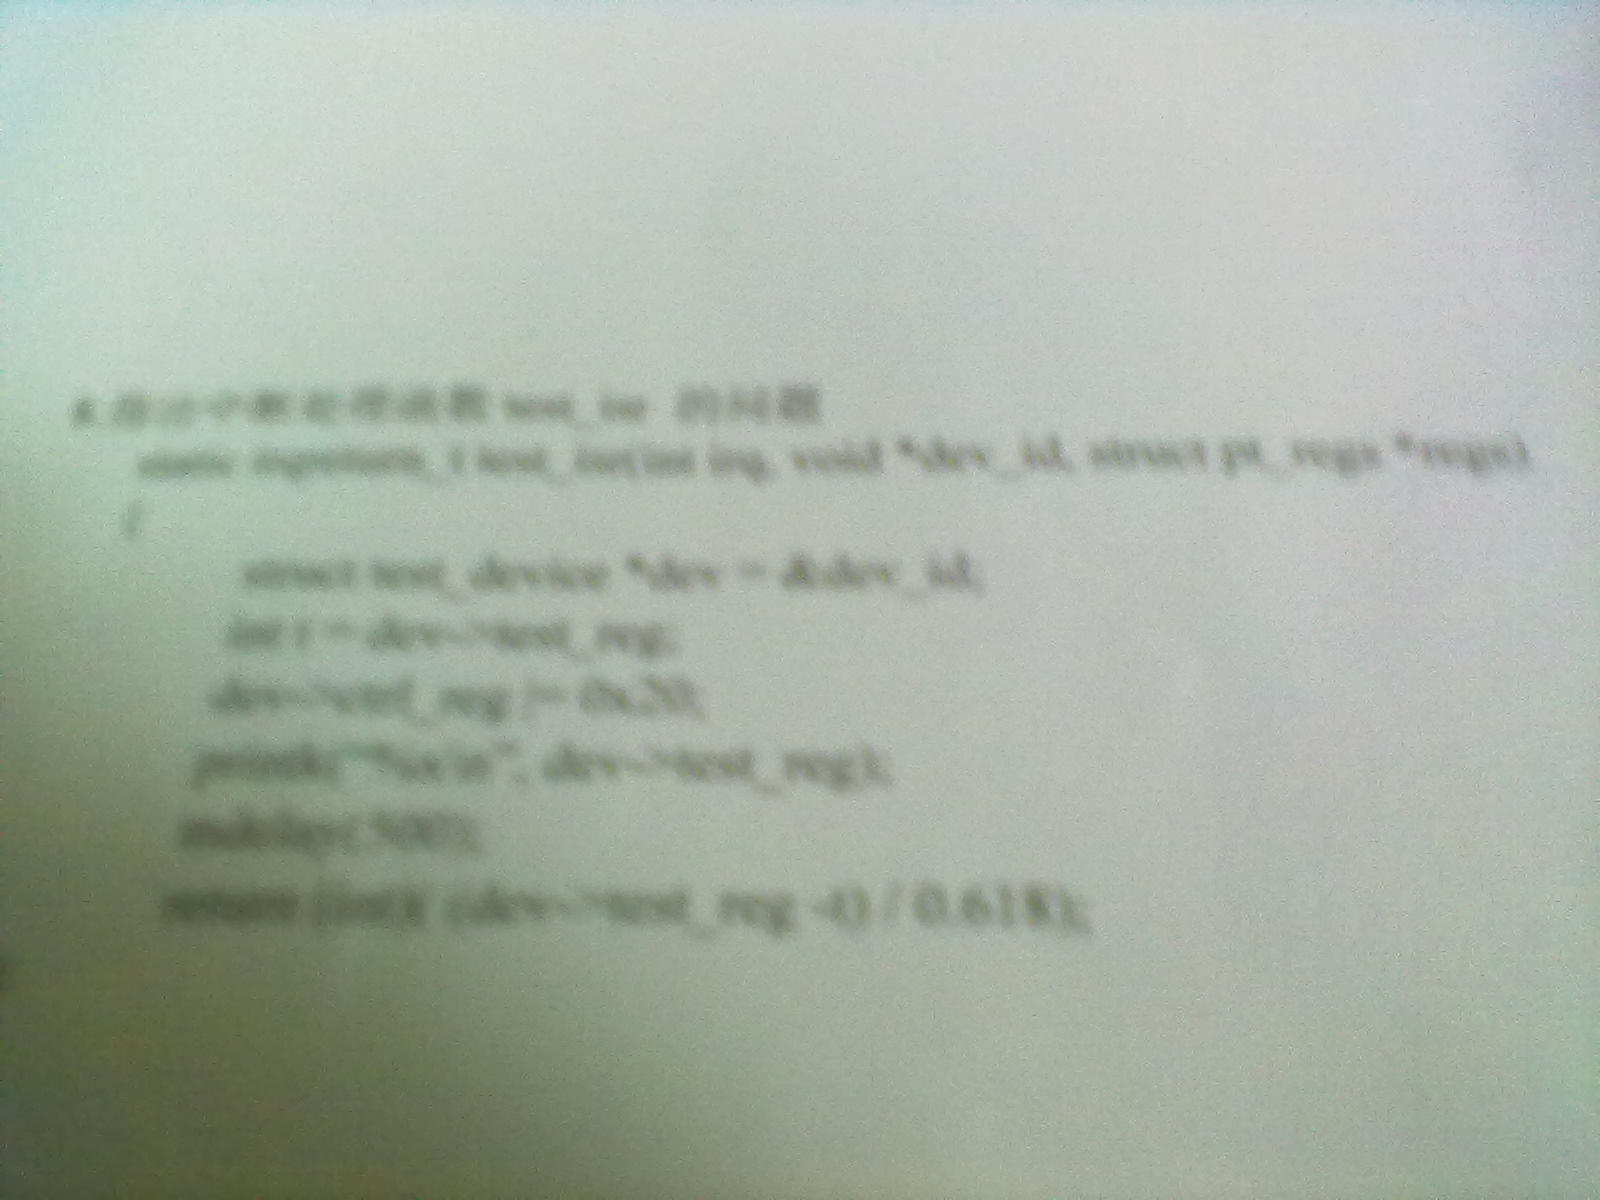 指出中断处理函数 test_isr 的问题
static irqreturn_t test_isr(int irq, void *dev_id, struct pt_regs *regs)
{
struct test_device *dev = &dev_id;
int t = dev->test_reg;
dev->ctrl_reg |= 0x20;
printk("%x\n", dev->test_reg);
mdelay(500);
return (int)( (dev->test_reg -t) / 0.618);